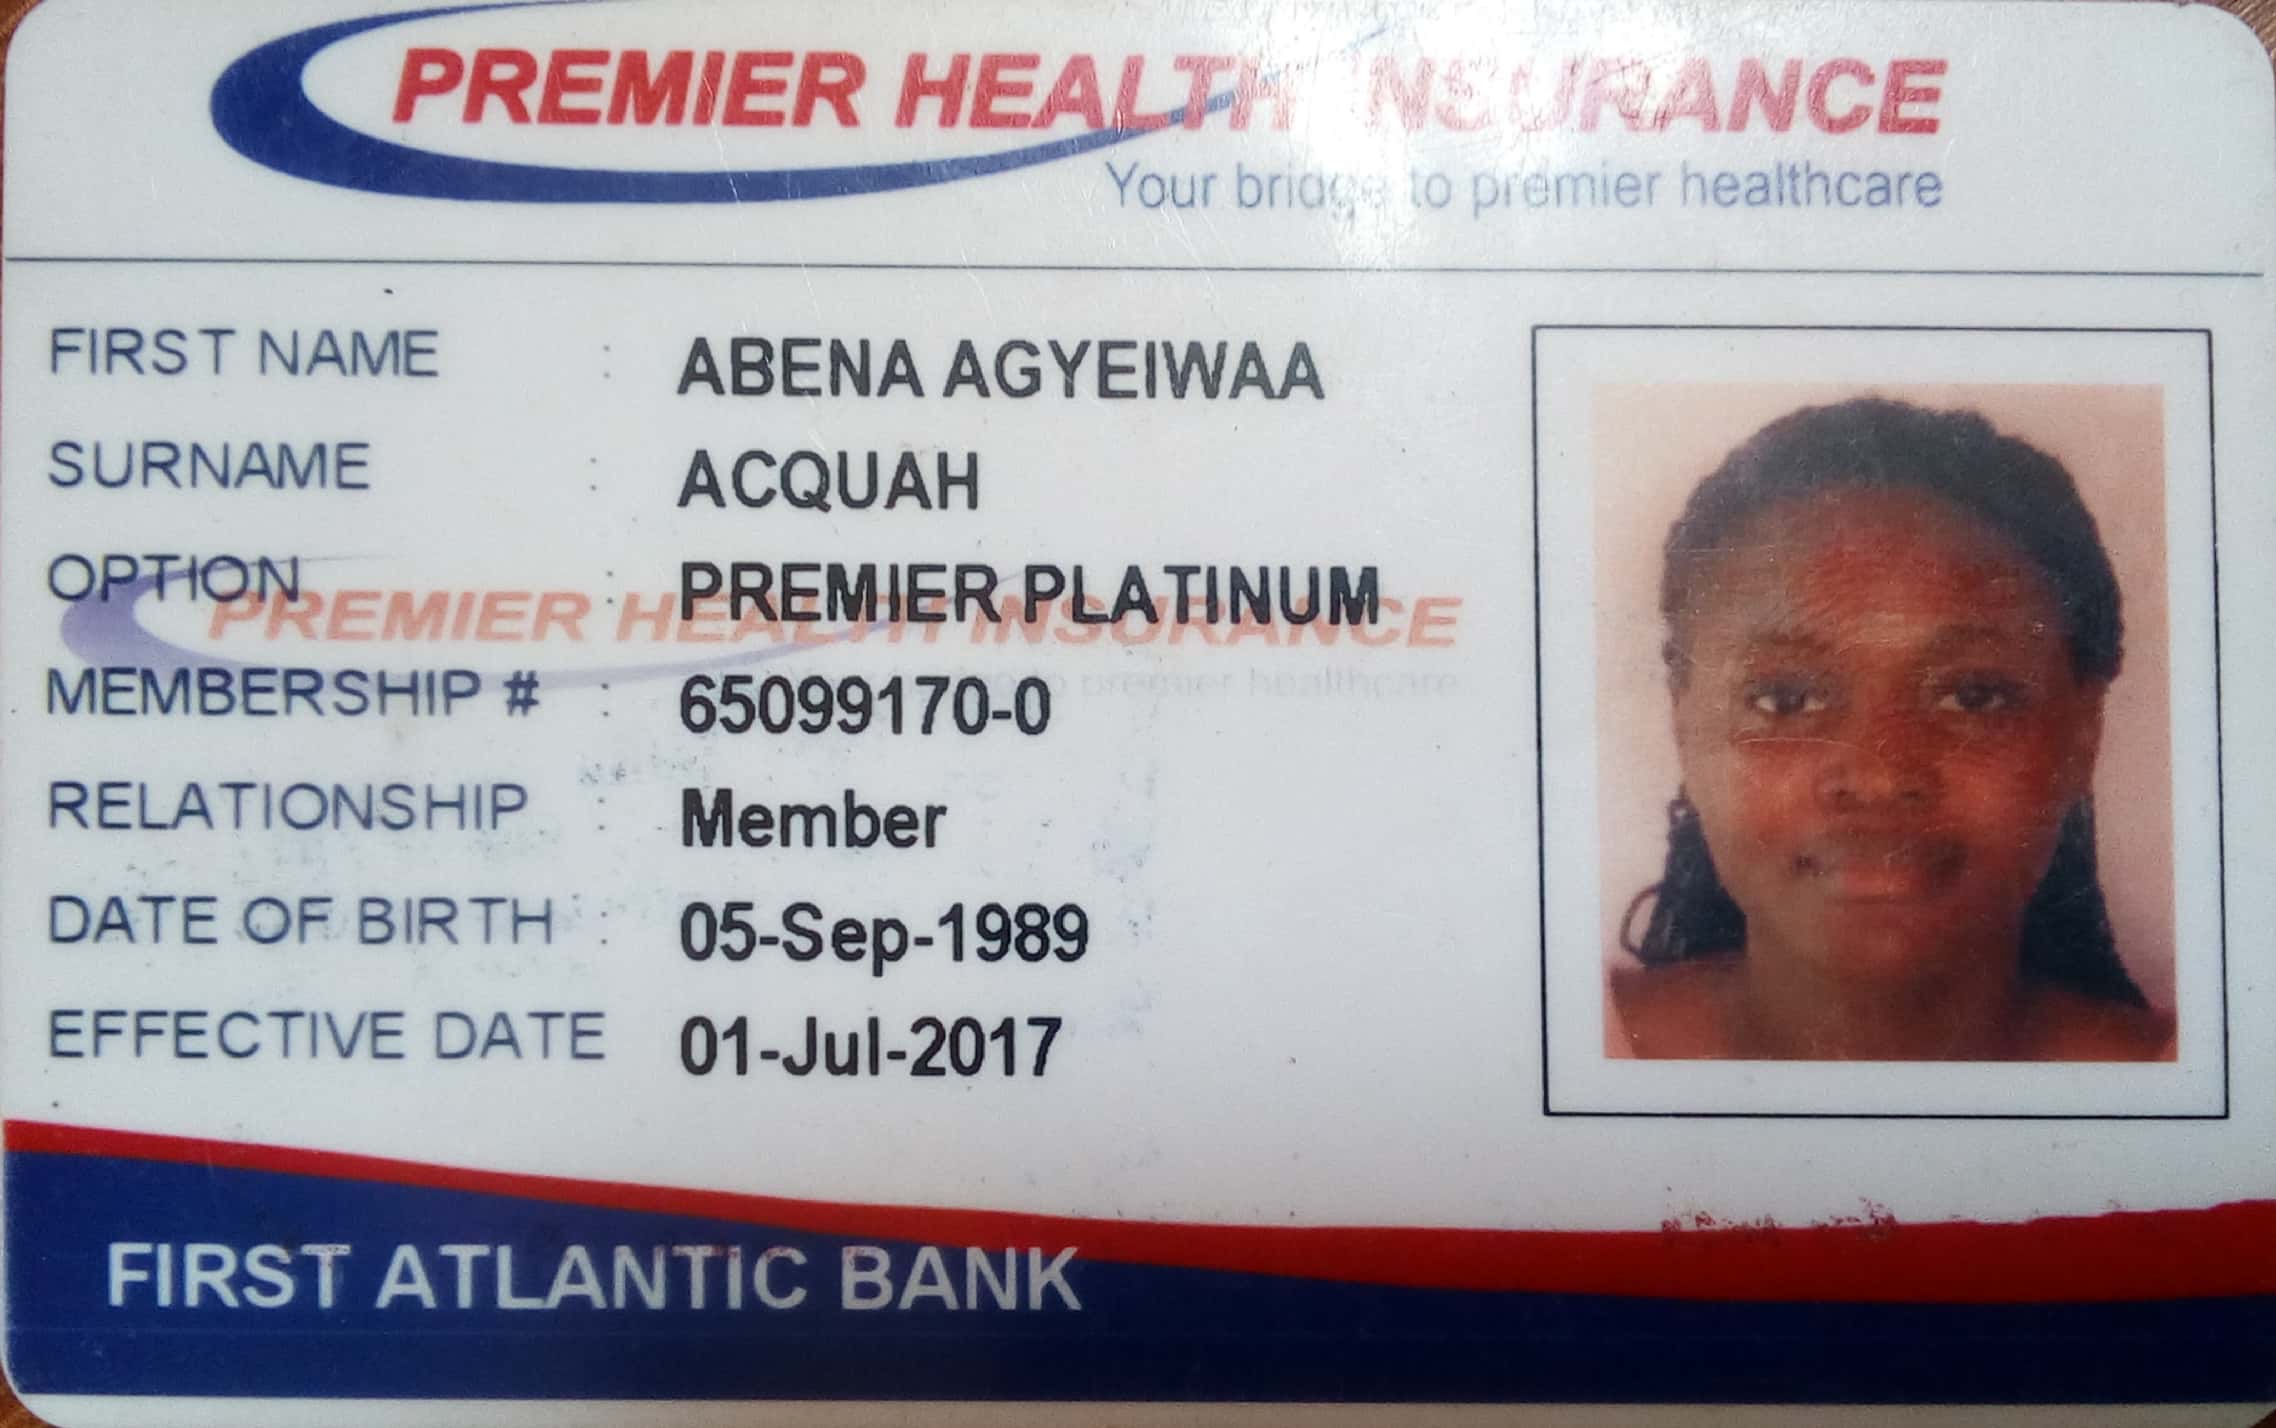 PREMIER HEALTH INSURANCE
Your bridge to premier healthcare
FIRST NAME : ABENA AGYEIWAA
SURNAME : ACQUAH
OPTION : PREMIER PLATINUM
PREMIER HEALTH INSURANCE
to premier healthcare
MEMBERSHIP # : 65099170-0
RELATIONSHIP : Member
DATE OF BIRTH : 05-Sep-1989
EFFECTIVE DATE 01-Jul-2017
FIRST ATLANTIC BANK